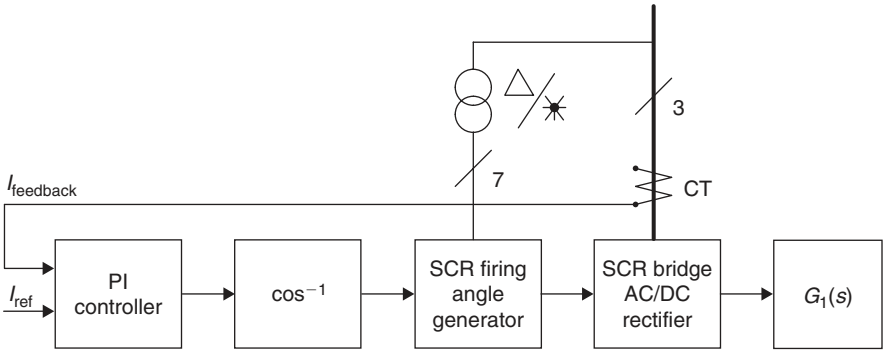 3
7
CT
I_feedback
I_ref
PI
controller
cos⁻¹
SCR firing
angle
generator
SCR bridge
AC/DC
rectifier
G₁(s)